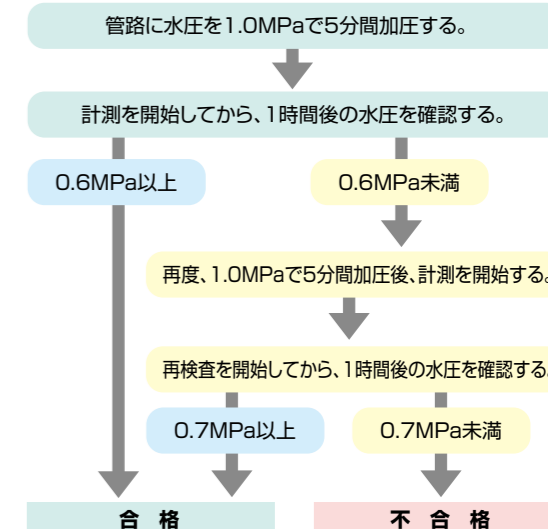 管路に水圧を1.0MPaで5分間加圧する。
計測を開始してから、1時間後の水圧を確認する。
0.6MPa以上
0.6MPa未満
再度、1.0MPaで5分間加圧後、計測を開始する。
再検査を開始してから、1時間後の水圧を確認する。
0.7MPa以上
0.7MPa未満
合 格
不 合 格